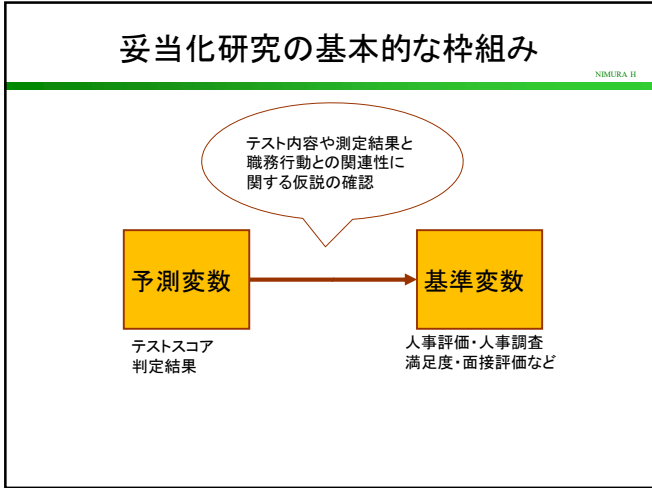 妥当化研究の基本的な枠組み
NIMURA H
テスト内容や測定結果と
職務行動との関連性に
関する仮説の確認
予測変数
基準変数
テストスコア
判定結果
人事評価・人事調査
満足度・面接評価など